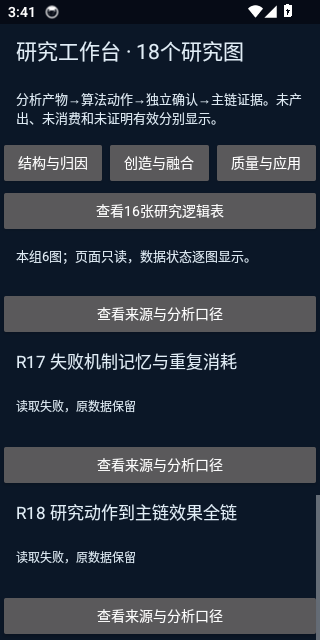 3:41
研究工作台 · 18个研究图
分析产物→算法动作→独立确认→主链证据。未产
出、未消费和未证明有效分别显示。
结构与归因
创造与融合
质量与应用
查看16张研究逻辑表
本组6图；页面只读，数据状态逐图显示。
查看来源与分析口径
R17 失败机制记忆与重复消耗
读取失败，原数据保留
查看来源与分析口径
R18 研究动作到主链效果全链
读取失败，原数据保留
查看来源与分析口径